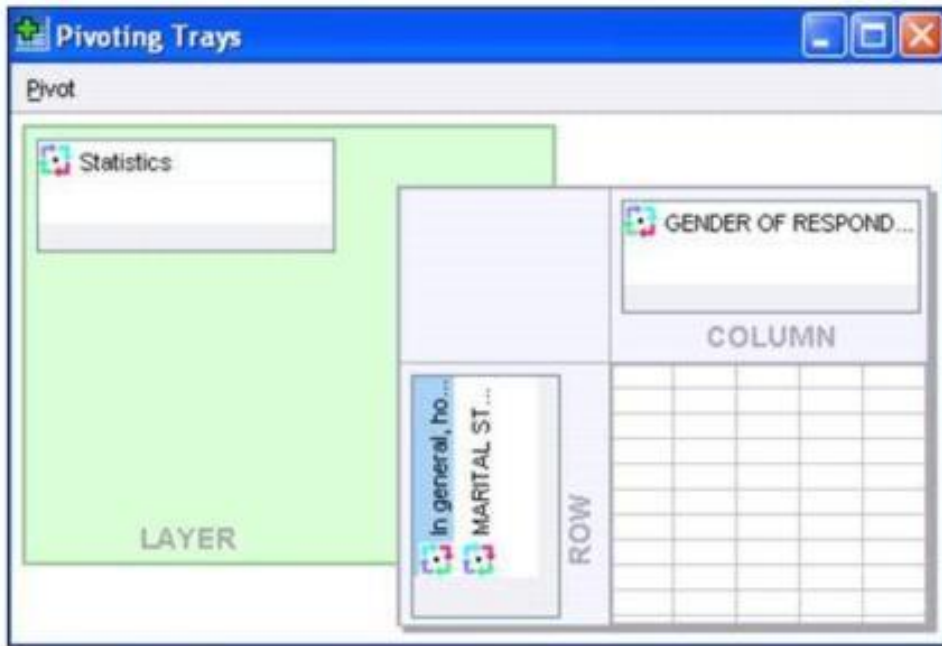 Pivoting Trays
Pivot
Statistics
GENDER OF RESPOND...
COLUMN
In general, ho...
MARITAL ST...
ROW
LAYER